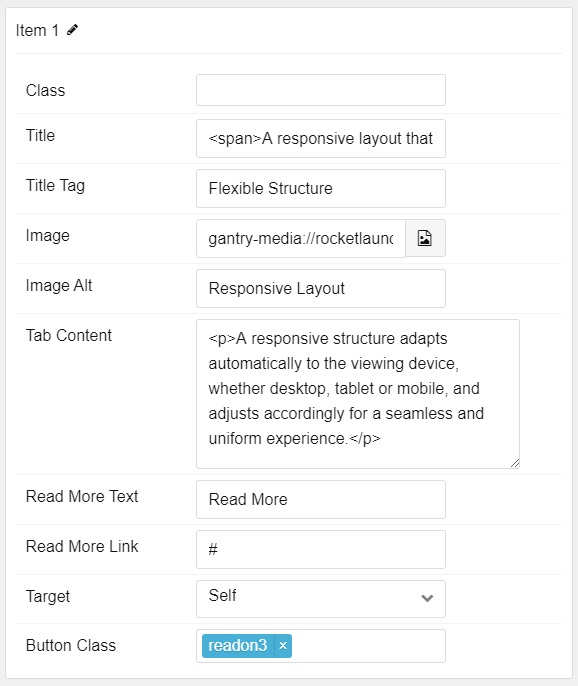 Item 1
Class
Title <span>A responsive layout that
Title Tag Flexible Structure
Image gantry-media://rocketlaunc
Image Alt Responsive Layout
Tab Content <p>A responsive structure adapts
automatically to the viewing device,
whether desktop, tablet or mobile, and
adjusts accordingly for a seamless and
uniform experience.</p>
Read More Text Read More
Read More Link #
Target Self
Button Class readon3 ×